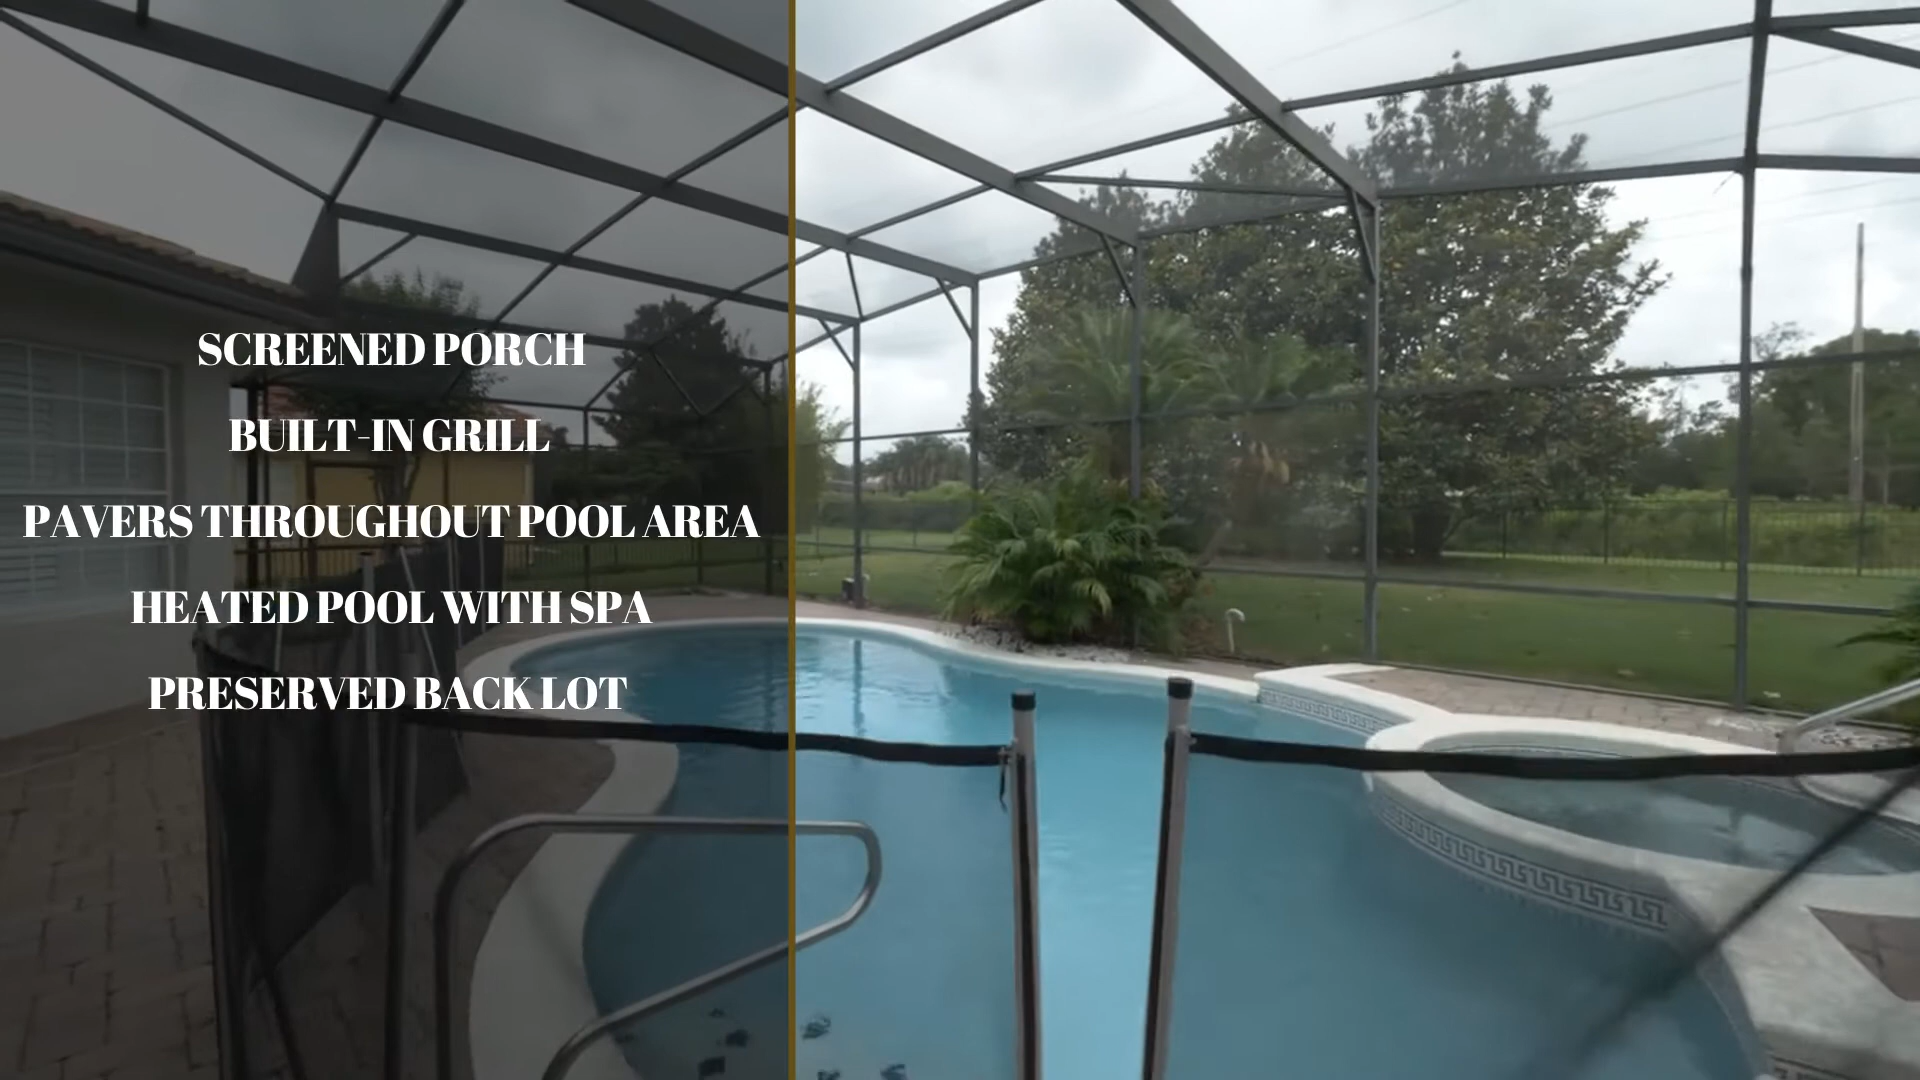 SCREENED PORCH
BUILT-IN GRILL
PAVERS THROUGHOUT POOL AREA
HEATED POOL WITH SPA
PRESERVED BACK LOT